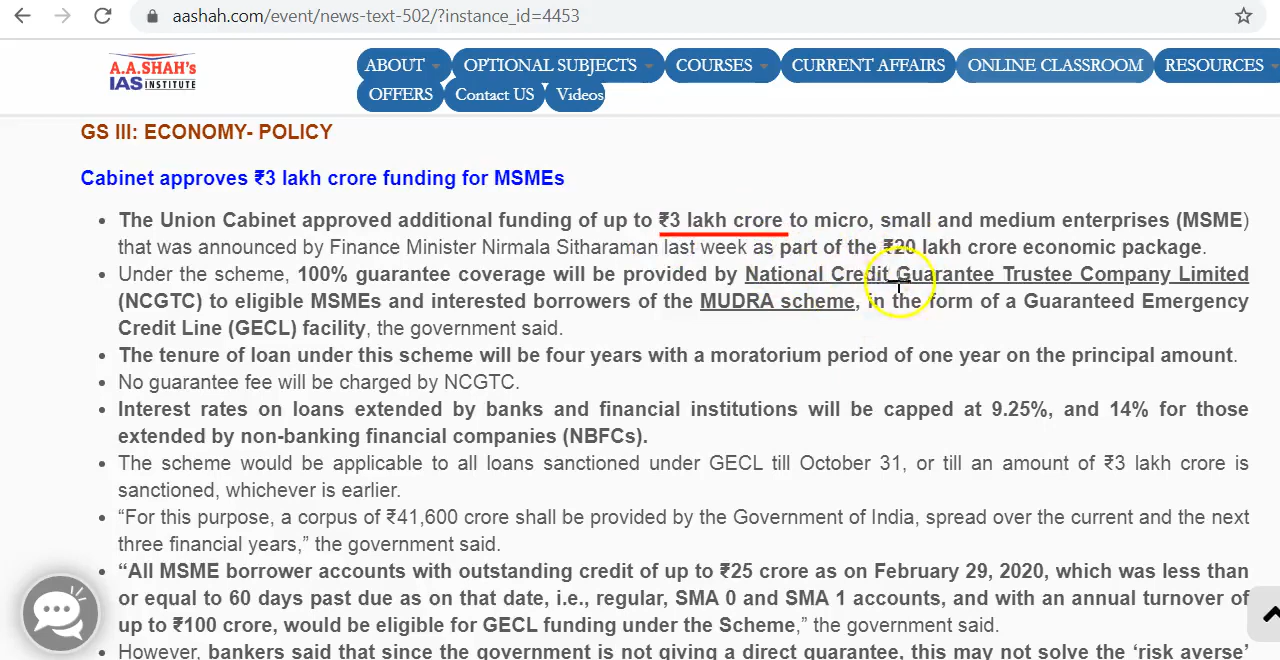 aashah.com/event/news-text-502/?instance_id=4453
A.A.SHAH's
IAS INSTITUTE
ABOUT OPTIONAL SUBJECTS COURSES CURRENT AFFAIRS ONLINE CLASSROOM RESOURCES
OFFERS Contact US Videos
GS III: ECONOMY- POLICY
Cabinet approves ₹3 lakh crore funding for MSMEs
• The Union Cabinet approved additional funding of up to ₹3 lakh crore to micro, small and medium enterprises (MSME)
that was announced by Finance Minister Nirmala Sitharaman last week as part of the ₹20 lakh crore economic package.
• Under the scheme, 100% guarantee coverage will be provided by National Credit Guarantee Trustee Company Limited
(NCGTC) to eligible MSMEs and interested borrowers of the MUDRA scheme, in the form of a Guaranteed Emergency
Credit Line (GECL) facility, the government said.
• The tenure of loan under this scheme will be four years with a moratorium period of one year on the principal amount.
• No guarantee fee will be charged by NCGTC.
• Interest rates on loans extended by banks and financial institutions will be capped at 9.25%, and 14% for those
extended by non-banking financial companies (NBFCs).
• The scheme would be applicable to all loans sanctioned under GECL till October 31, or till an amount of ₹3 lakh crore is
sanctioned, whichever is earlier.
• “For this purpose, a corpus of ₹41,600 crore shall be provided by the Government of India, spread over the current and the next
three financial years,” the government said.
• “All MSME borrower accounts with outstanding credit of up to ₹25 crore as on February 29, 2020, which was less than
or equal to 60 days past due as on that date, i.e., regular, SMA 0 and SMA 1 accounts, and with an annual turnover of
up to ₹100 crore, would be eligible for GECL funding under the Scheme,” the government said.
• However, bankers said that since the government is not giving a direct guarantee, this may not solve the ‘risk averse’